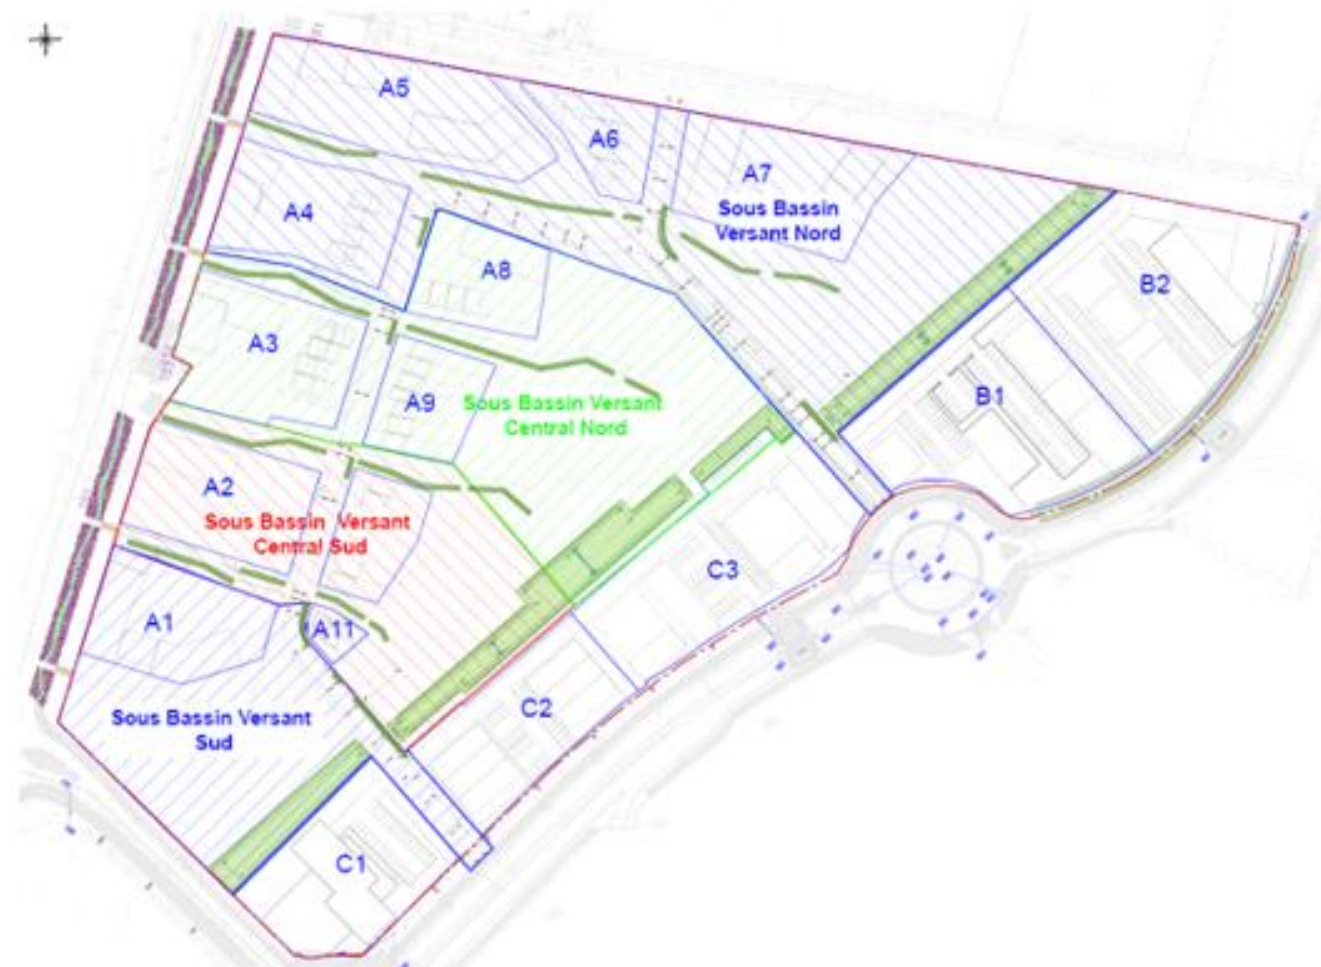 A5
A6
A7
Sous Bassin
Versant Nord
A4
A8
B2
A3
A9
Sous Bassin Versant
Central Nord
B1
A2
Sous Bassin Versant
Central Sud
C3
A1
A11
C2
Sous Bassin Versant
Sud
C1